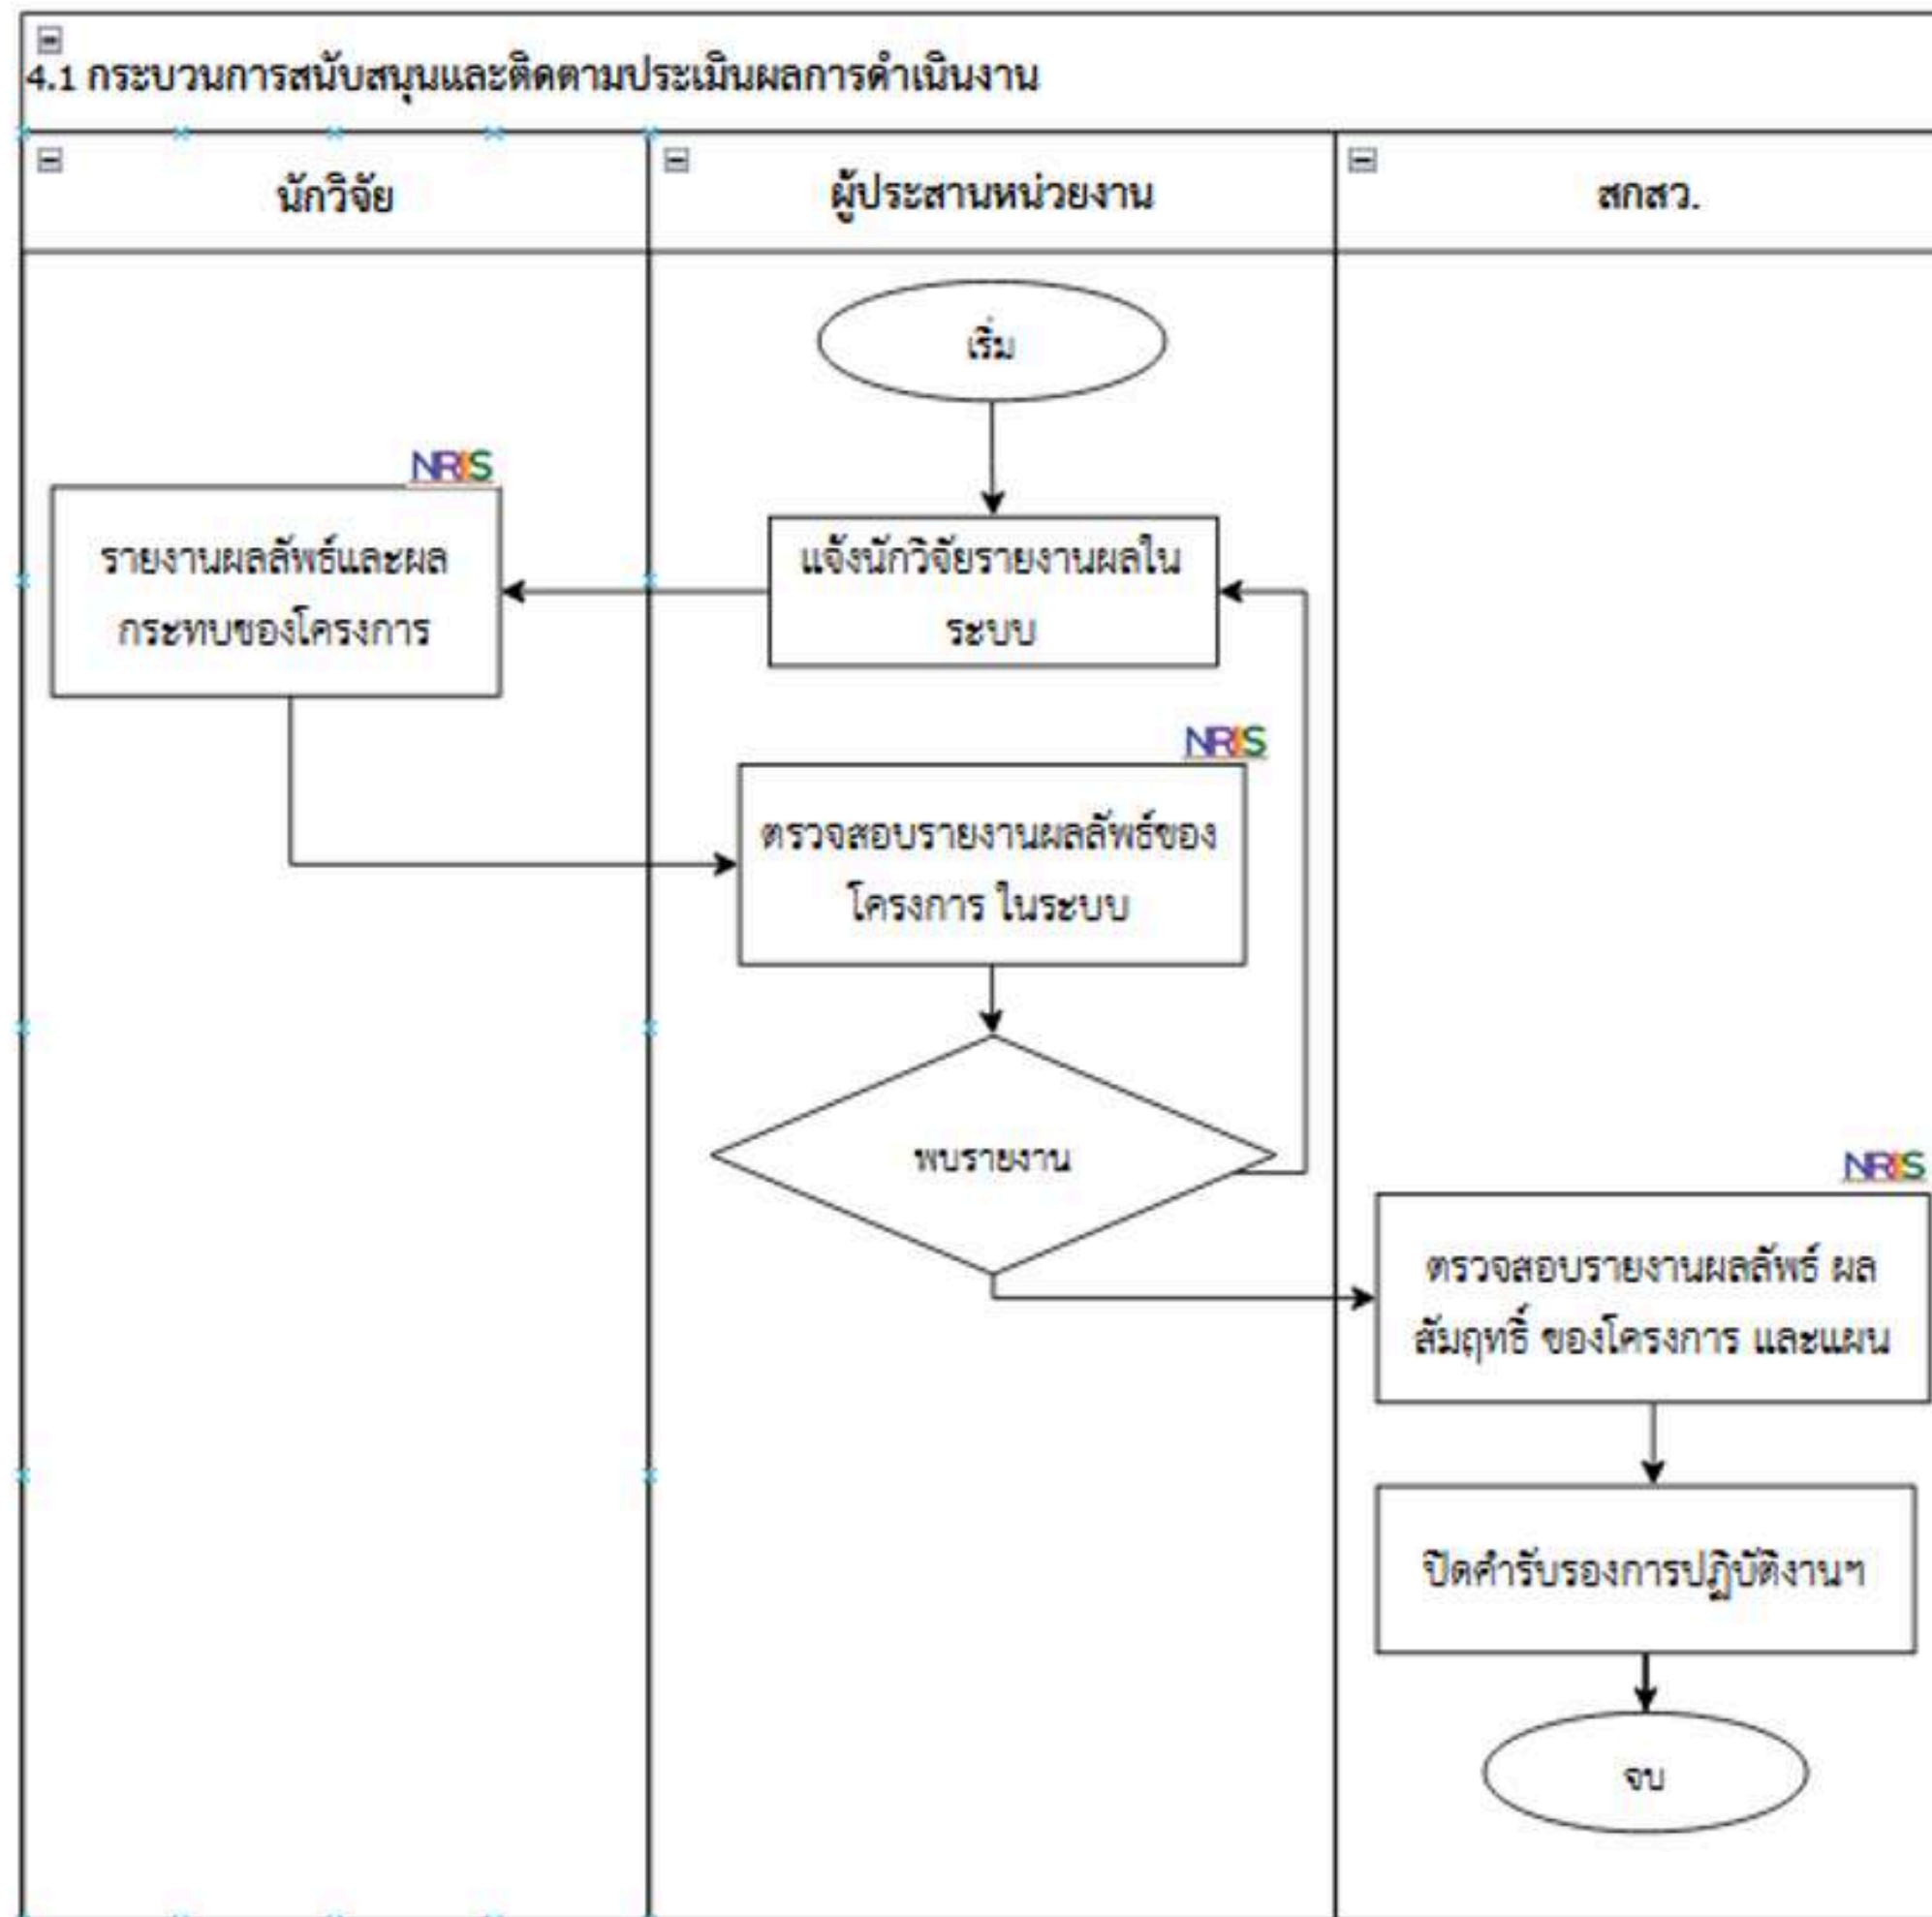 4.1 กระบวนการสนับสนุนและติดตามประเมินผลการดำเนินงาน
นักวิจัย
ผู้ประสานหน่วยงาน
สกสว.
เริ่ม
NRIIS
รายงานผลลัพธ์และผล
กระทบของโครงการ
แจ้งนักวิจัยรายงานผลใน
ระบบ
NRIIS
ตรวจสอบรายงานผลลัพธ์ของ
โครงการ ในระบบ
พบรายงาน
NRIIS
ตรวจสอบรายงานผลลัพธ์ ผล
สัมฤทธิ์ ของโครงการ และแผน
ปิดคำรับรองการปฏิบัติงานฯ
จบ